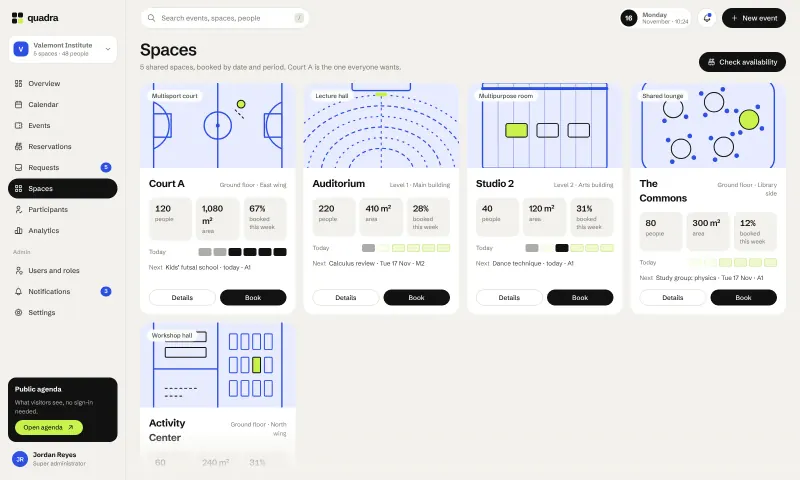 quadra
Search events, spaces, people
/
16
Monday
November · 10:24
New event
V
Valemont Institute
5 spaces · 48 people
Spaces
5 shared spaces, booked by date and period. Court A is the one everyone wants.
Check availability
Overview
Calendar
Events
Reservations
Requests
5
Spaces
Participants
Analytics
Admin
Users and roles
Notifications
3
Settings
Public agenda
What visitors see, no sign-in
needed.
Open agenda
JR
Jordan Reyes
Super administrator
Multisport court
Court A
Ground floor · East wing
120
people
1,080
m²
area
67%
booked
this week
Today
Next Kids' futsal school · today · A1
Details
Book
Lecture hall
Auditorium
Level 1 · Main building
220
people
410 m²
area
28%
booked
this week
Today
Next Calculus review · Tue 17 Nov · M2
Details
Book
Multipurpose room
Studio 2
Level 2 · Arts building
40
people
120 m²
area
31%
booked
this week
Today
Next Dance technique · today · A1
Details
Book
Shared lounge
The
Commons
Ground floor · Library
side
80
people
300 m²
area
12%
booked
this week
Today
Next Study group: physics · Tue 17 Nov · A1
Details
Book
Workshop hall
Activity
Center
Ground floor · North
wing
60
240 m²
31%